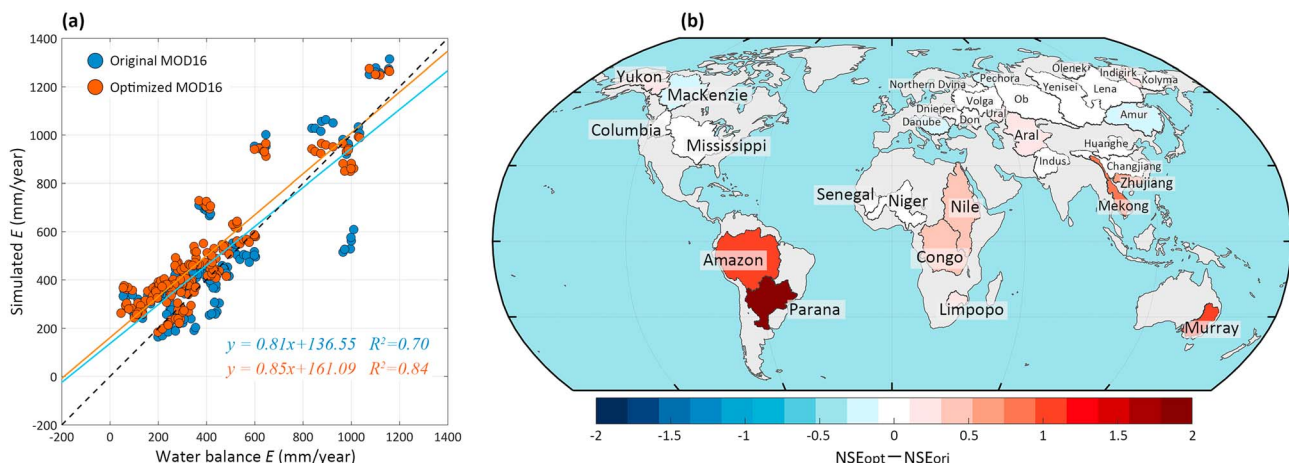 (a)
1400
1200
1000
800
600
400
200
0
-200
Simulated E (mm/year)
Original MOD16
Optimized MOD16
y = 0.81x+136.55 R²=0.70
y = 0.85x+161.09 R²=0.84
-200 0 200 400 600 800 1000 1200 1400
Water balance E (mm/year)
(b)
Yukon
MacKenzie
Columbia
Mississippi
Amazon
Parana
Northern Dvina
Pechora
Olenek
Indigirk
Kolyma
Yenisei
Lena
Ob
Volga
Dnieper
Don
Ural
Danube
Amur
Aral
Huanghe
Indus
Changjiang
Zhujiang
Mekong
Senegal
Niger
Nile
Congo
Limpopo
Murray
-2 -1.5 -1 -0.5 0 0.5 1 1.5 2
NSEopt—NSEori